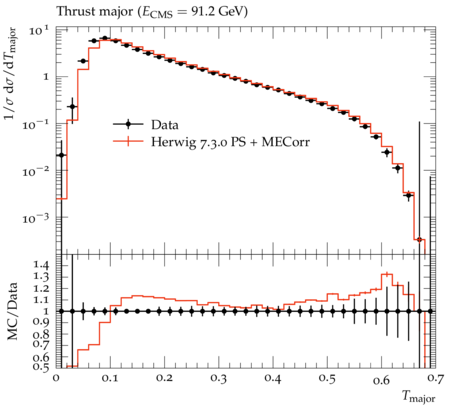 Thrust major (E_CMS = 91.2 GeV)
1/σ dσ/dT_major
10^1
1
10^−1
10^−2
10^−3
Data
Herwig 7.3.0 PS + MECorr
MC/Data
1.4
1.3
1.2
1.1
1
0.9
0.8
0.7
0.6
0.5
0 0.1 0.2 0.3 0.4 0.5 0.6 0.7
T_major